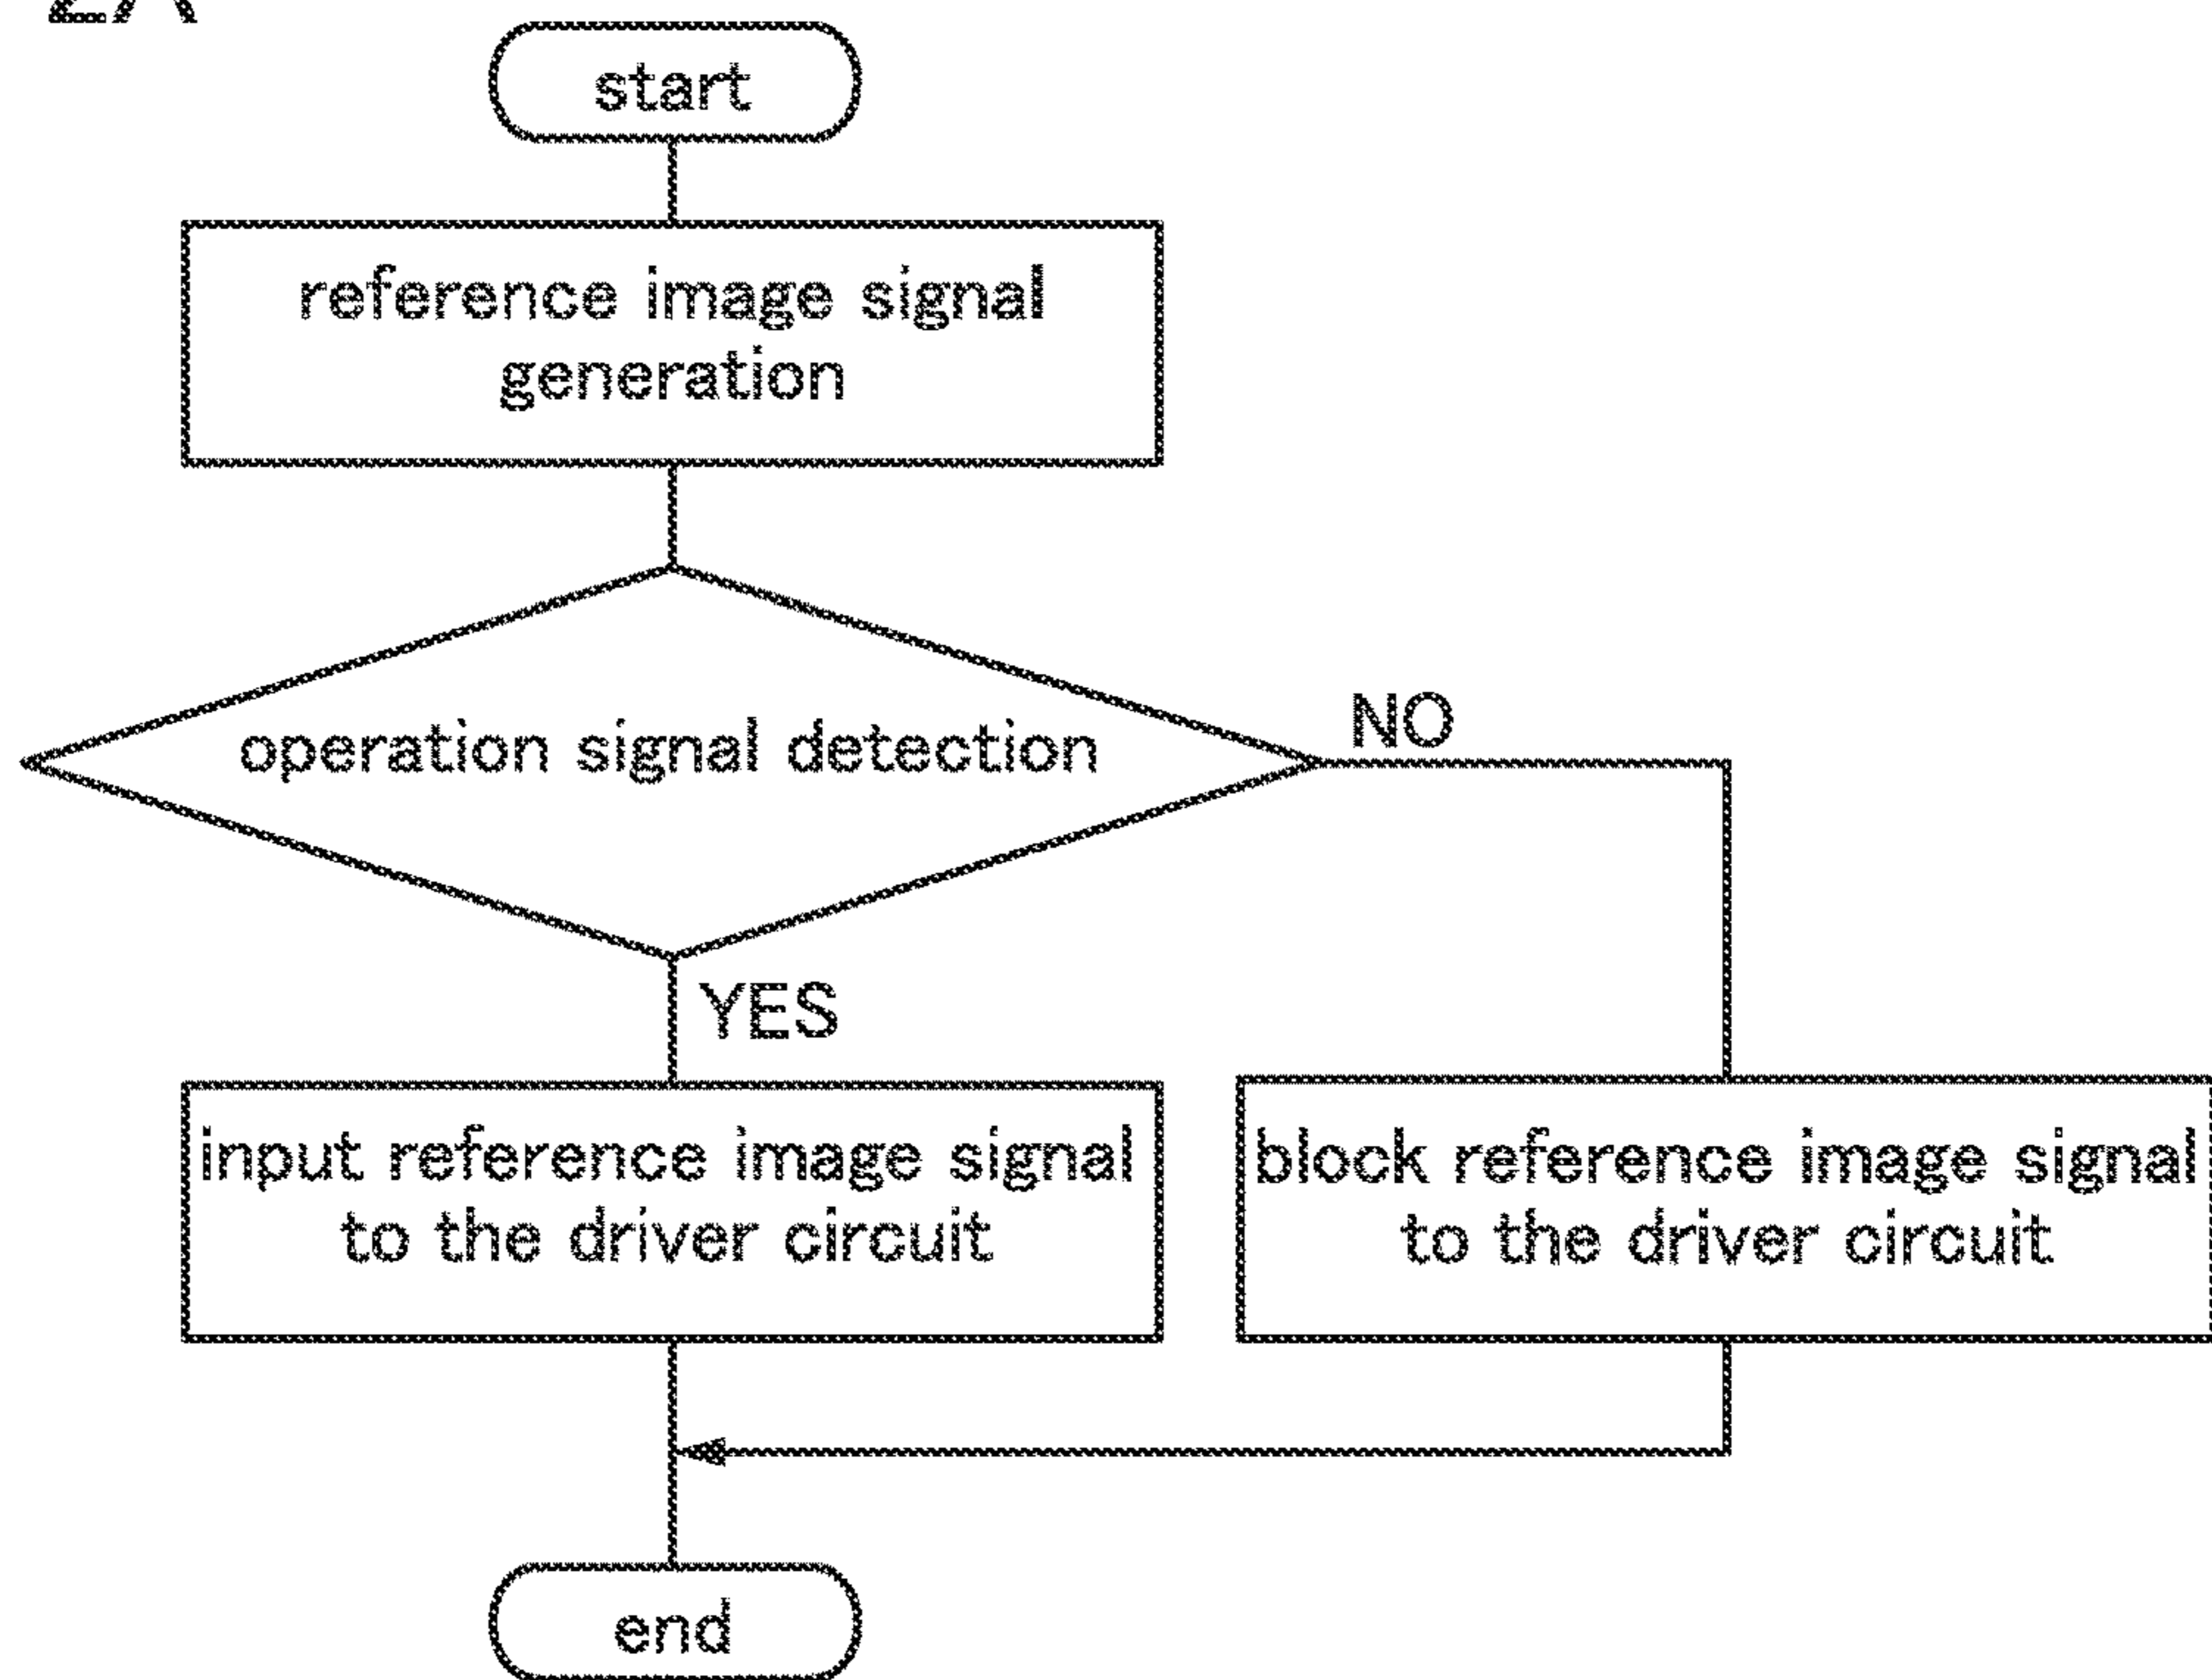 2A
start
reference image signal
generation
operation signal detection
NO
YES
input reference image signal
to the driver circuit
block reference image signal
to the driver circuit
end